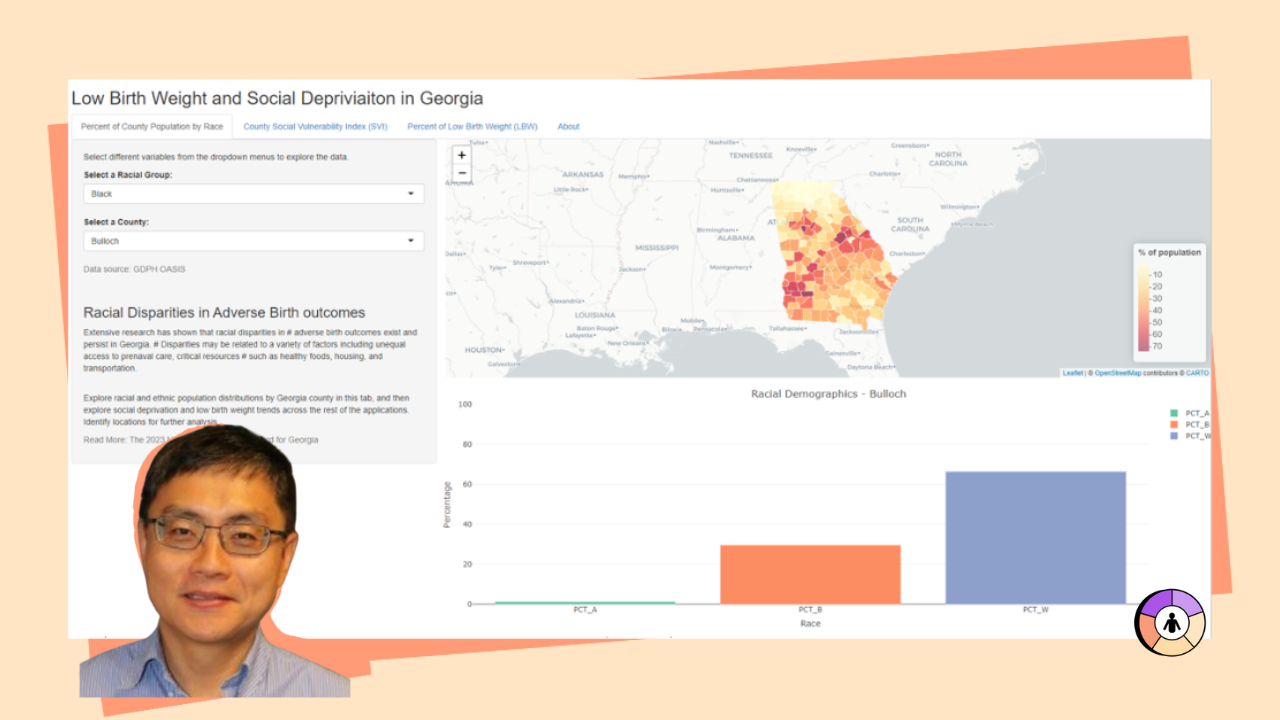 Low Birth Weight and Social Depriviaiton in Georgia
Percent of County Population by Race
County Social Vulnerability Index (SVI)
Percent of Low Birth Weight (LBW)
About
Select different variables from the dropdown menus to explore the data.
Select a Racial Group:
Black
Select a County:
Bulloch
Data source: GDPH OASIS
Racial Disparities in Adverse Birth outcomes
Extensive research has shown that racial disparities in # adverse birth outcomes exist and
persist in Georgia. # Disparities may be related to a variety of factors including unequal
access to prenaval care, critical resources # such as healthy foods, housing, and
transportation.
Explore racial and ethnic population distributions by Georgia county in this tab, and then
explore social deprivation and low birth weight trends across the rest of the applications.
Identify locations for further analysis.
Read More: The 2023
for Georgia
+
−
Tulsa
Nashville
Knoxville
Greensboro
TENNESSEE
NORTH
CAROLINA
ARKANSAS
Memphis
Chattanooga
Charlotte
Little Rock
Huntsville
Wilmington
AT
SOUTH
CAROLINA
Myrtle Beach
Birmingham
ALABAMA
MISSISSIPPI
Dallas
Tyler
Shreveport
Jackson
Montgomery
Charleston
Alexandria
LOUISIANA
Baton Rouge
Lafayette
Biloxi
Mobile
Pensacola
Tallahassee
Jacksonville
New Orleans
HOUSTON
Galveston
Gainesville
Daytona Beach
% of population
10
20
30
40
50
60
70
Leaflet | © OpenStreetMap contributors © CARTO
Racial Demographics - Bulloch
100
80
60
40
20
0
Percentage
PCT_A
PCT_B
PCT_W
Race
PCT_A
PCT_B
PCT_W